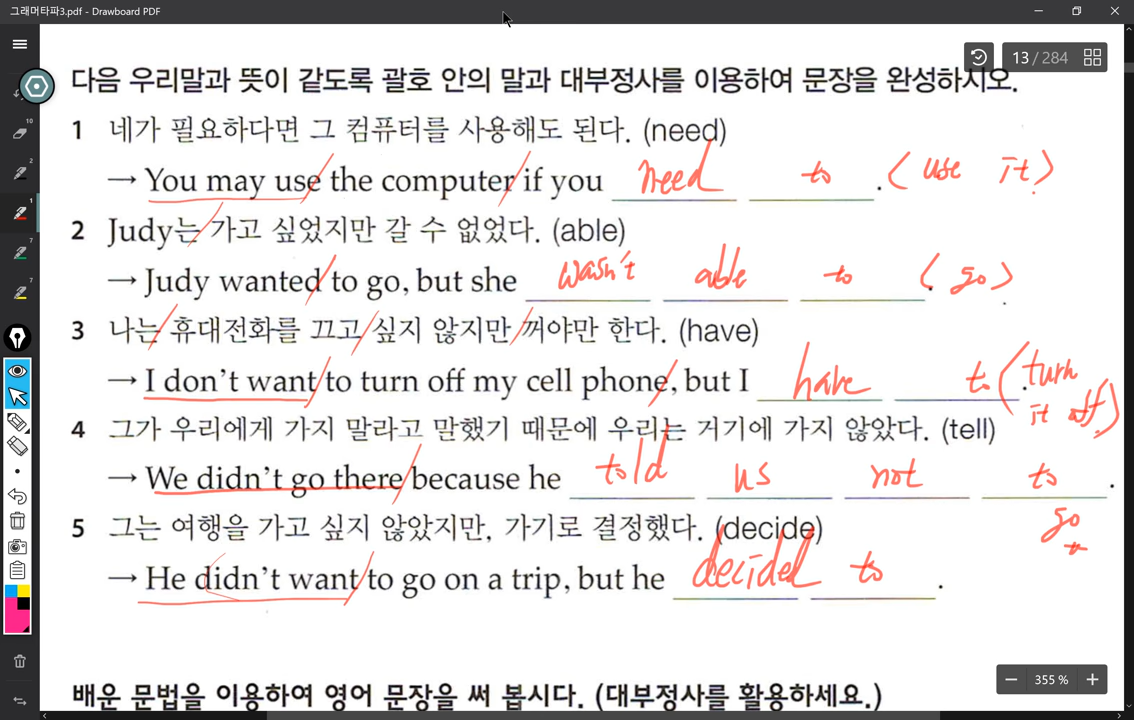 그래머타파3.pdf - Drawboard PDF
13 / 284
다음 우리말과 뜻이 같도록 괄호 안의 말과 대부정사를 이용하여 문장을 완성하시오.
1 네가 필요하다면 그 컴퓨터를 사용해도 된다. (need)
→ You may use the computer if you need to . (use it)
2 Judy는 가고 싶었지만 갈 수 없었다. (able)
→ Judy wanted to go, but she wasn't able to . (go)
3 나는 휴대전화를 끄고 싶지 않지만 꺼야만 한다. (have)
→ I don't want to turn off my cell phone, but I have to . (turn it off)
4 그가 우리에게 가지 말라고 말했기 때문에 우리는 거기에 가지 않았다. (tell)
→ We didn't go there because he told us not to .
go
5 그는 여행을 가고 싶지 않았지만, 가기로 결정했다. (decide)
→ He didn't want to go on a trip, but he decided to .
배운 문법을 이용하여 영어 문장을 써 봅시다. (대부정사를 활용하세요.)
10
2
1
7
7
355 %